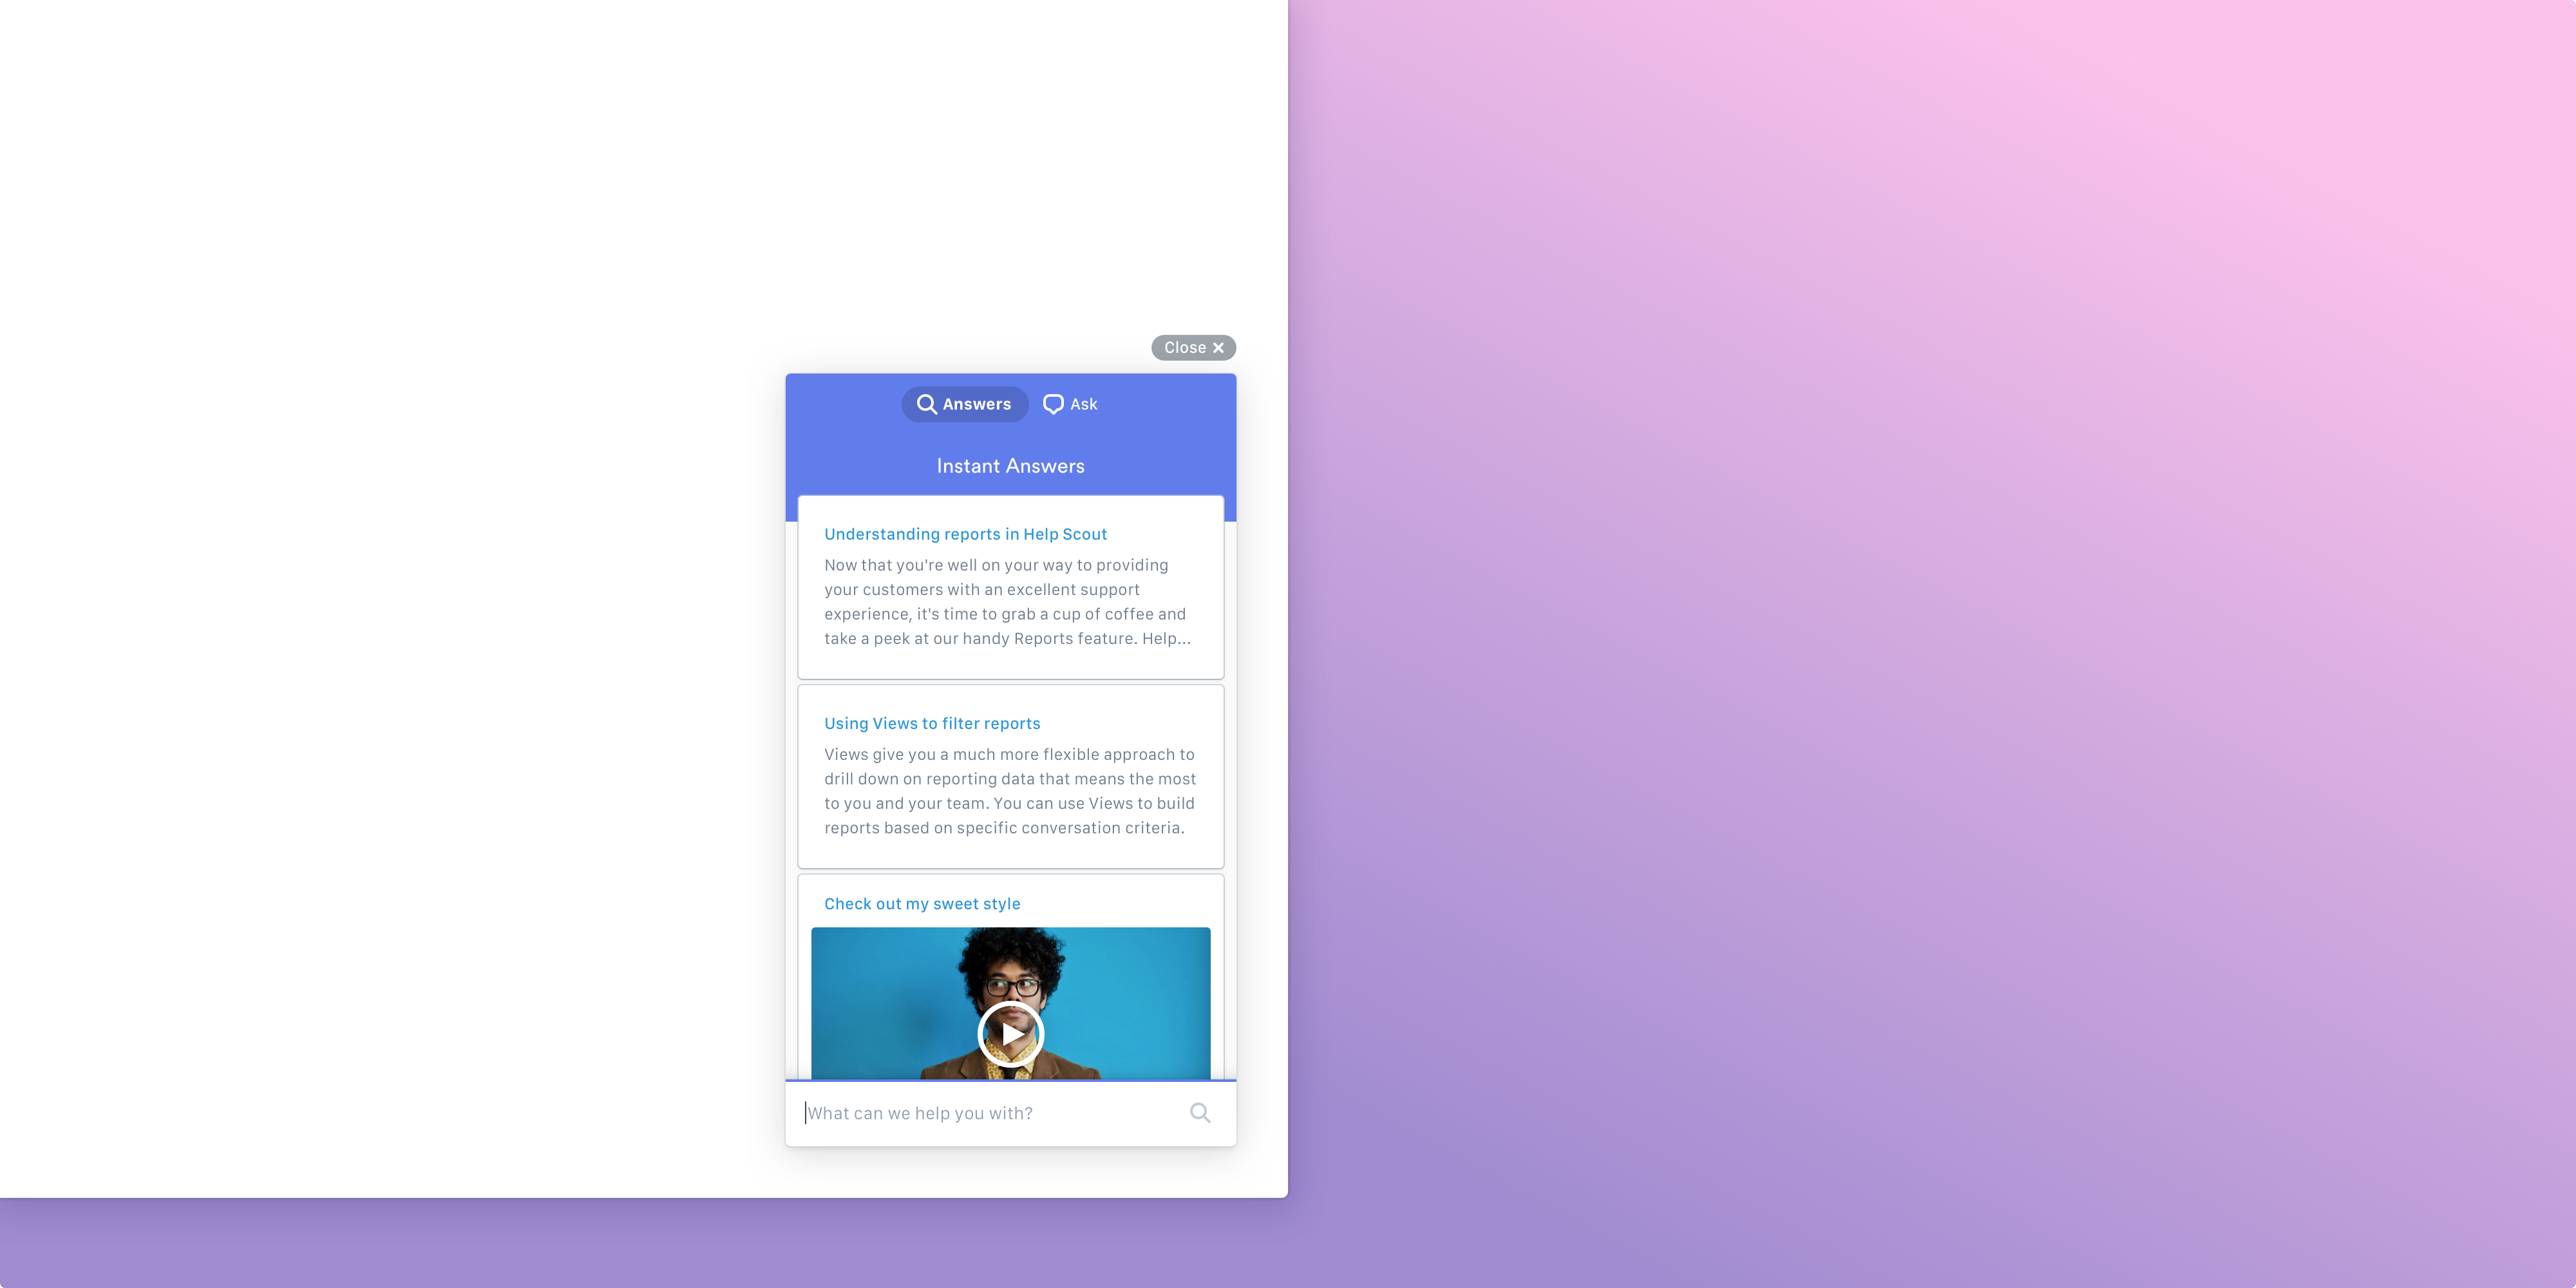 Close
Answers
Ask
Instant Answers
Understanding reports in Help Scout
Now that you're well on your way to providing
your customers with an excellent support
experience, it's time to grab a cup of coffee and
take a peek at our handy Reports feature. Help...
Using Views to filter reports
Views give you a much more flexible approach to
drill down on reporting data that means the most
to you and your team. You can use Views to build
reports based on specific conversation criteria.
Check out my sweet style
What can we help you with?